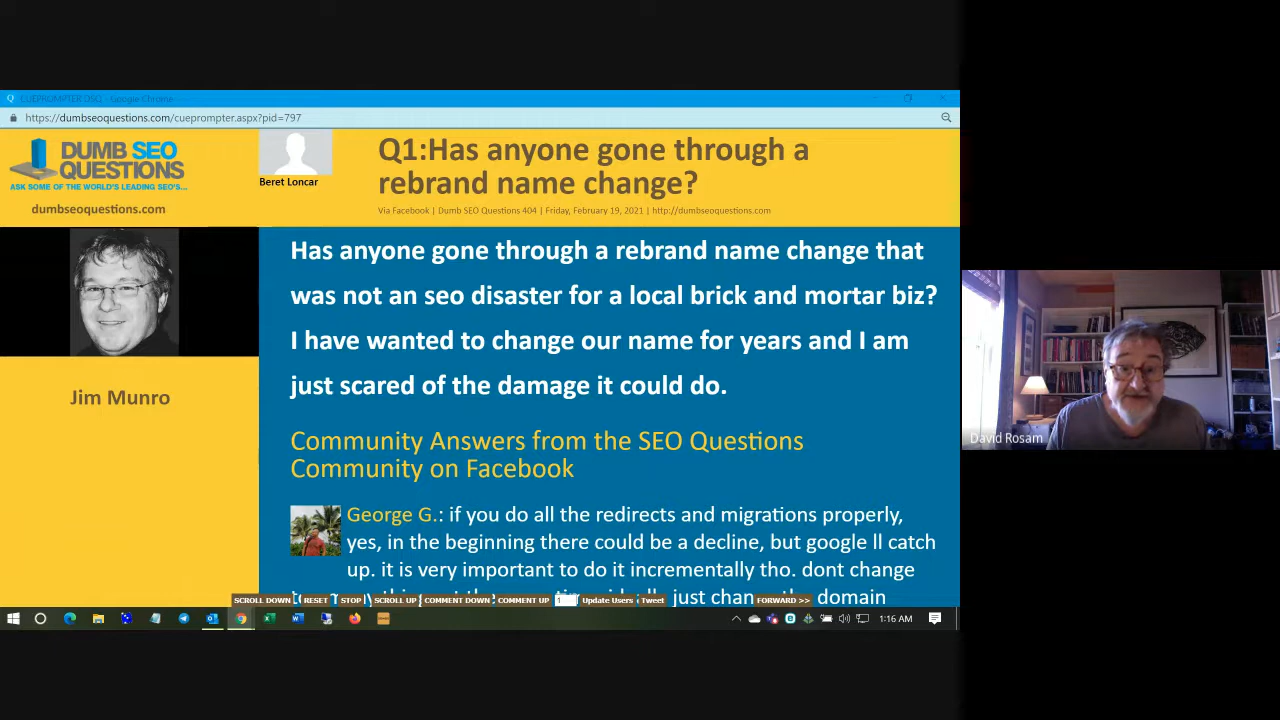 CUEPROMPTER DSQ - Google Chrome
https://dumbseoquestions.com/cueprompter.aspx?pid=797
DUMB SEO
QUESTIONS
ASK SOME OF THE WORLD'S LEADING SEO'S...
dumbseoquestions.com
Beret Loncar
Q1:Has anyone gone through a
rebrand name change?
Via Facebook | Dumb SEO Questions 404 | Friday, February 19, 2021 | http://dumbseoquestions.com
Jim Munro
Has anyone gone through a rebrand name change that
was not an seo disaster for a local brick and mortar biz?
I have wanted to change our name for years and I am
just scared of the damage it could do.
Community Answers from the SEO Questions
Community on Facebook
George G.: if you do all the redirects and migrations properly,
yes, in the beginning there could be a decline, but google ll catch
up. it is very important to do it incrementally tho. dont change
just domain
SCROLL DOWN RESET STOP SCROLL UP COMMENT DOWN COMMENT UP 1 Update Users Tweet FORWARD >>
1:16 AM
David Rosam